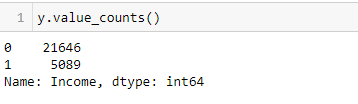 1 y.value_counts()
0 21646
1 5089
Name: Income, dtype: int64